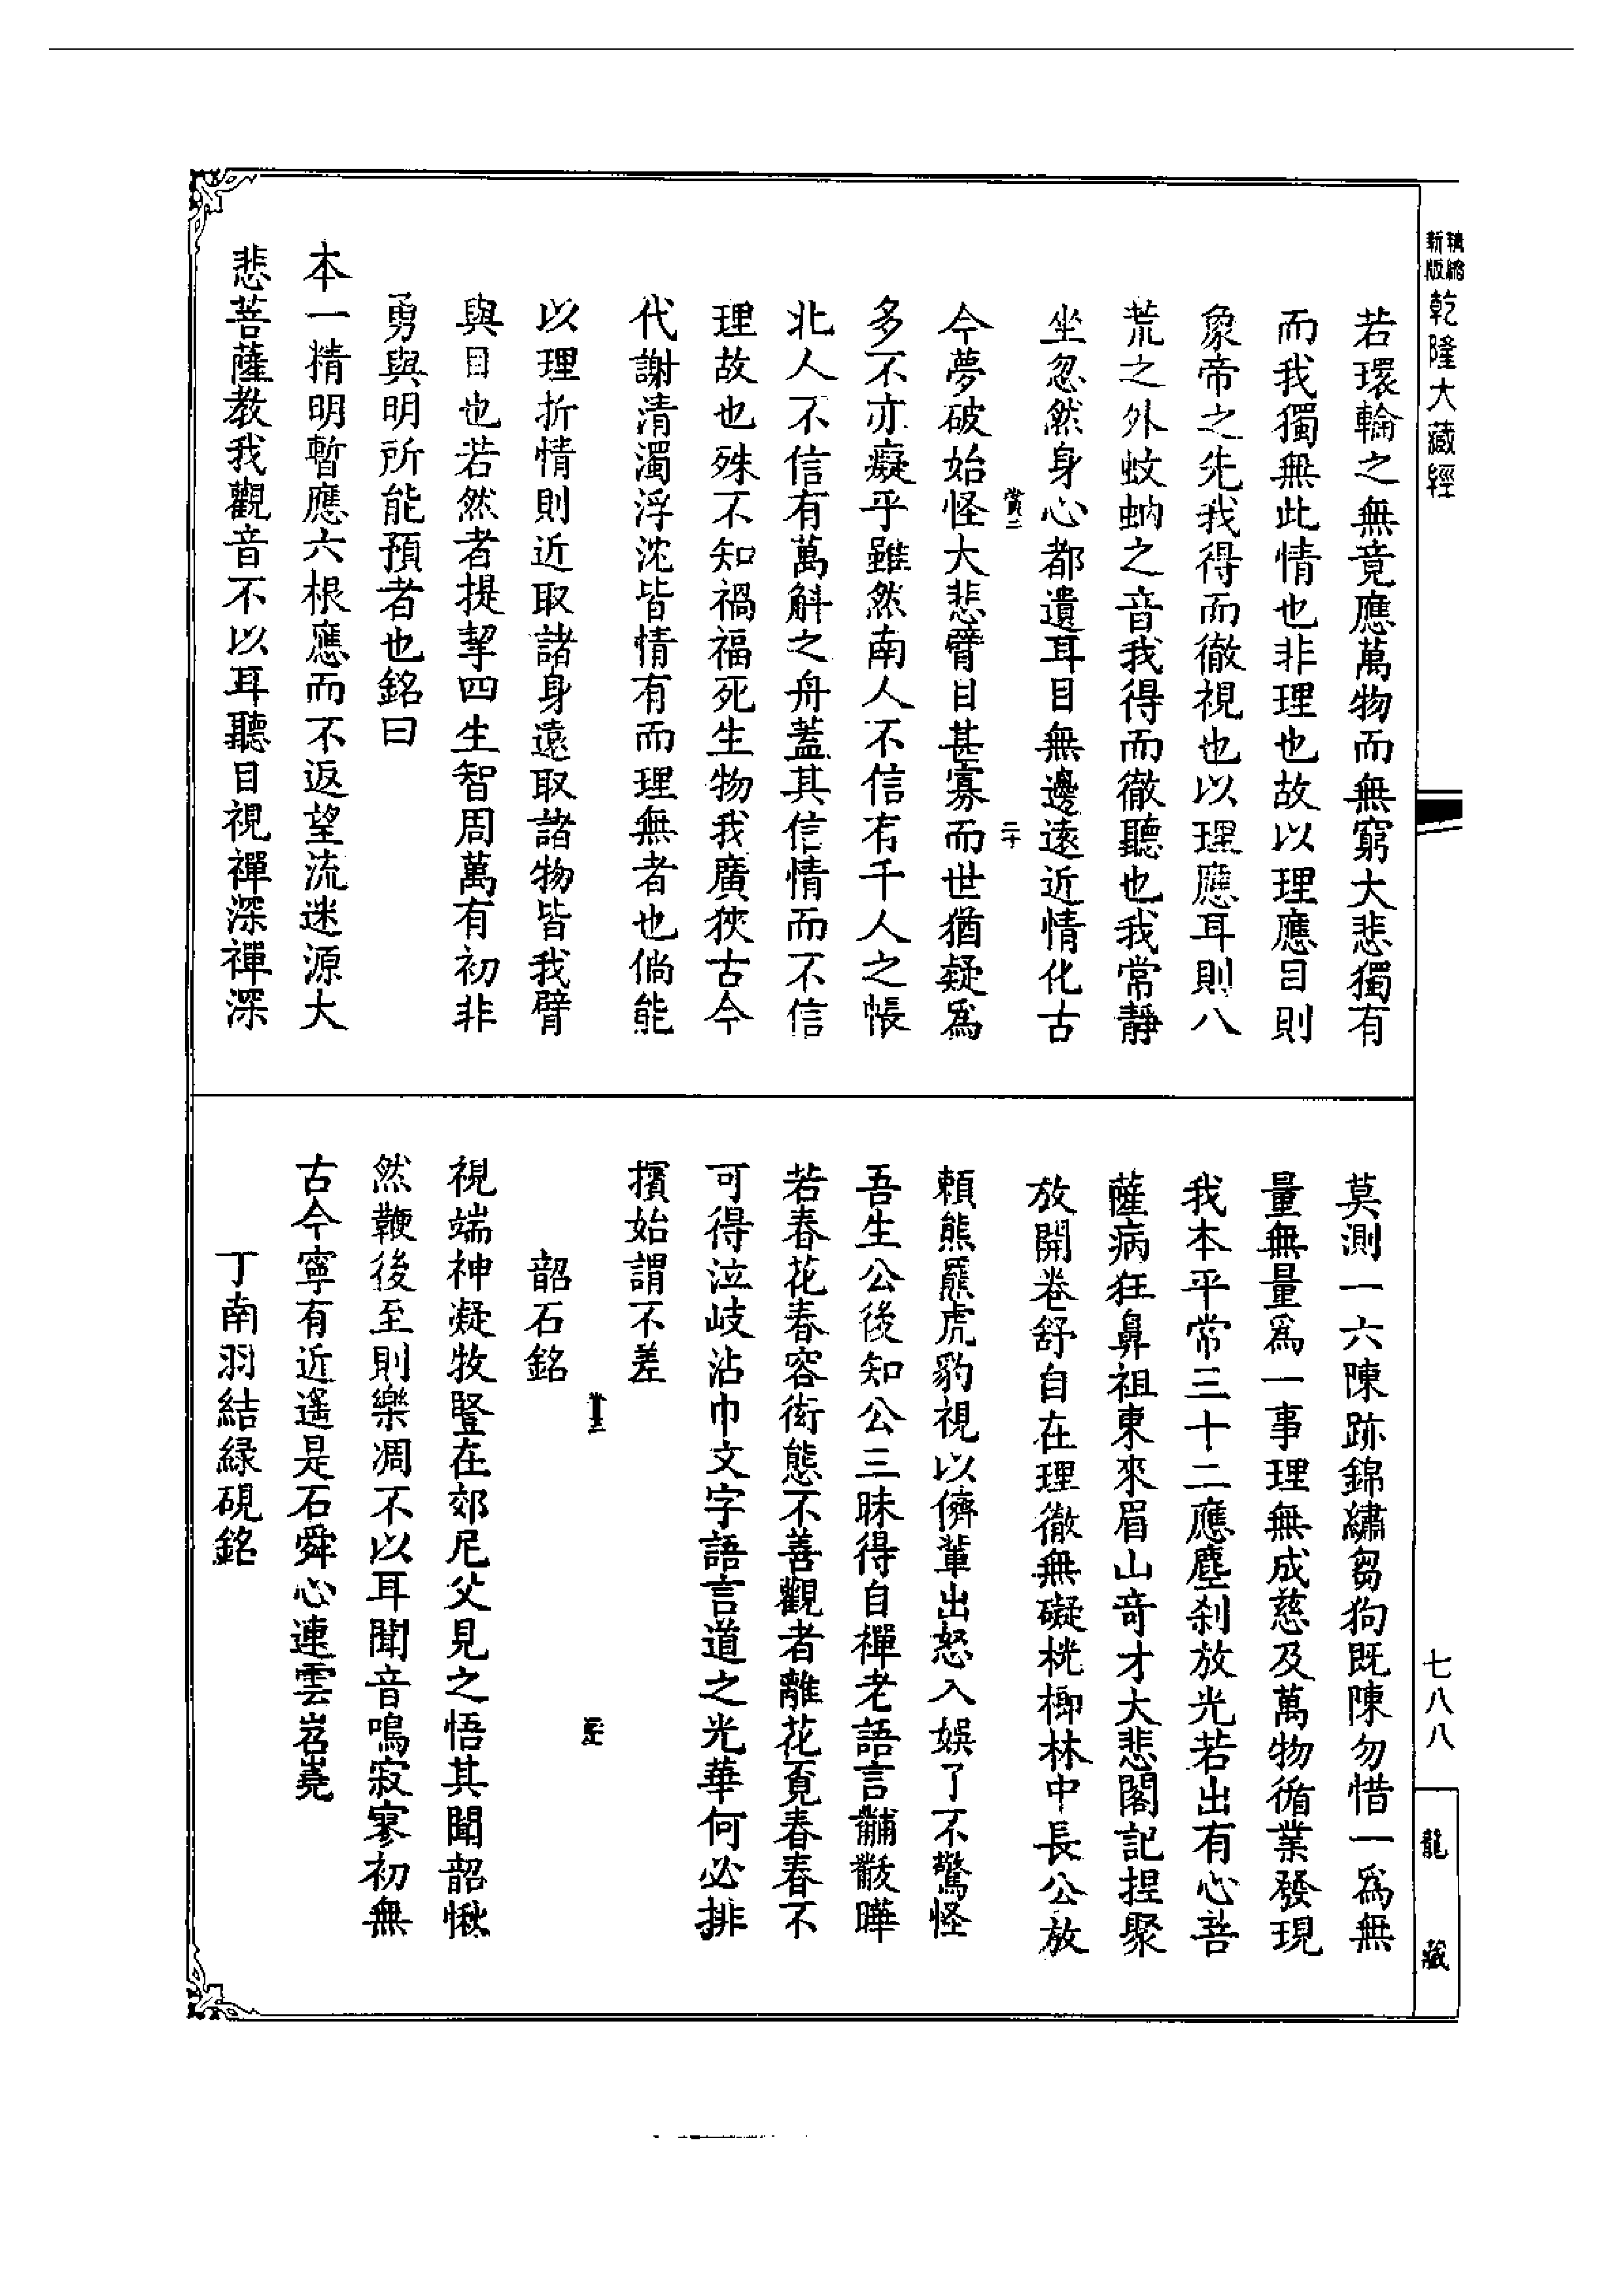 精縮
新版
乾隆大藏經
若環輪之無竟應萬物而無窮大悲獨有
而我獨無此情也非理也故以理應目則
象帝之先我得而徹視也以理應耳則八
荒之外蚊蚋之音我得而徹聽也我常靜
坐忽然身心都遺耳目無邊遠近情化古
今夢破始怪大悲臂目甚寡而世猶疑為
多不亦癡乎雖然南人不信有千人之帳
北人不信有萬斛之舟蓋其信情而不信
理故也殊不知禍福死生物我廣狹古今
代謝清濁浮沈皆情有而理無者也倘能
以理折情則近取諸身遠取諸物皆我臂
與目也若然者提挈四生智周萬有初非
勇與明所能預者也銘曰
本一精明暫應六根應而不返望流迷源大
悲菩薩教我觀音不以耳聽目視禪深禪深
莫測一六陳跡錦繡芻狗既陳勿惜一為無
量無量為一事理無成慈及萬物循業發現
我本平常三十二應塵刹放光若出有心菩
薩病狂鼻祖東來眉山奇才大悲閣記捏聚
放開卷舒自在理徹無礙桄榔林中長公放
賴熊羆虎豹視以儕輩出怒入娛了不驚怪
吾生公後知公三昧得自禪老語言黼黻曄
若春花春容衒態不善觀者離花覓春春不
可得泣歧沾巾文字語言道之光華何必排
擯始謂不差
韶石銘
視端神凝牧豎在郊尼父見之悟其聞韶愀
然鞭後至則樂凋不以耳聞音鳴寂寥初無
古今寧有近遙是石舜心連雲岧嶤
丁南羽結緑硯銘
七八八
龍藏